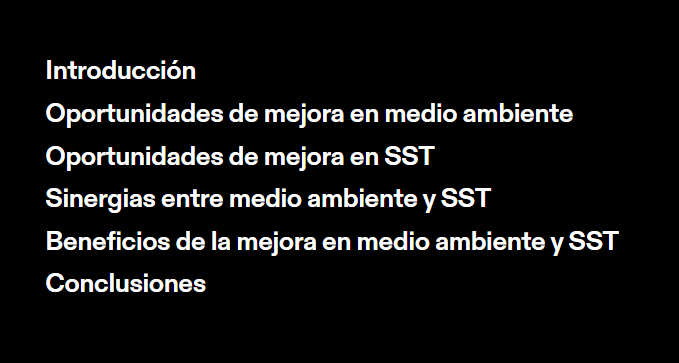 Introducción
Oportunidades de mejora en medio ambiente
Oportunidades de mejora en SST
Sinergias entre medio ambiente y SST
Beneficios de la mejora en medio ambiente y SST
Conclusiones